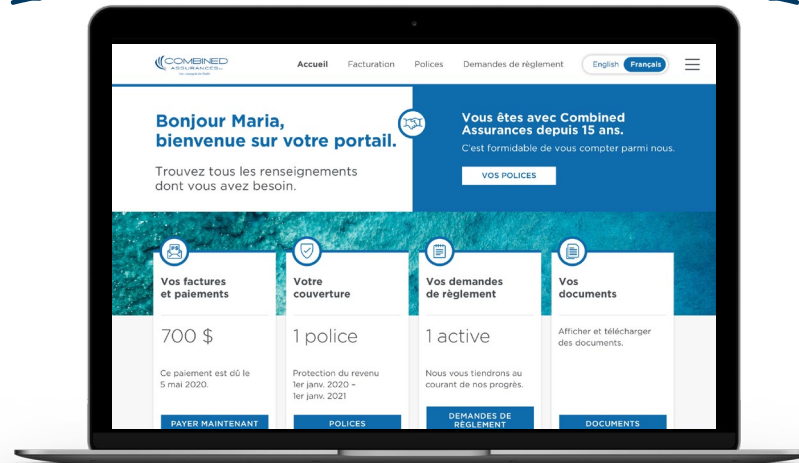 COMBINED
ASSURANCES
Accueil
Facturation
Polices
Demandes de règlement
English
Français
Bonjour Maria,
bienvenue sur votre portail.
Trouvez tous les renseignements
dont vous avez besoin.
Vous êtes avec Combined
Assurances depuis 15 ans.
C'est formidable de vous compter parmi nous.
VOS POLICES
Vos factures
et paiements
700 $
Ce paiement est dû le
5 mai 2020.
PAYER MAINTENANT
Votre
couverture
1 police
Protection du revenu
1er janv. 2020 –
1er janv. 2021
POLICES
Vos demandes
de règlement
1 active
Nous vous tiendrons au
courant de nos progrès.
DEMANDES DE
RÈGLEMENT
Vos
documents
Afficher et télécharger
des documents.
DOCUMENTS